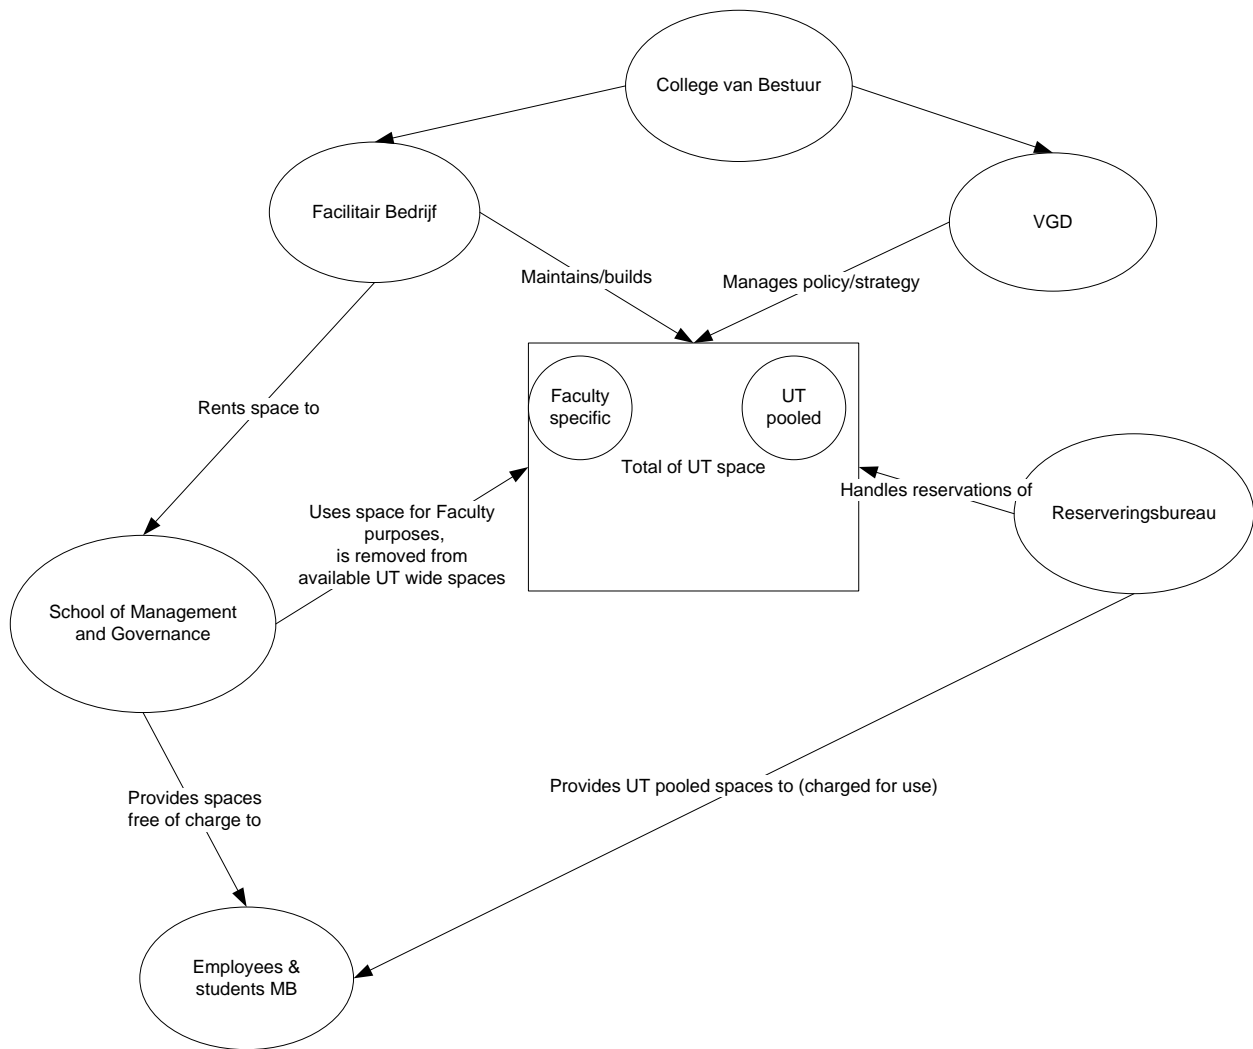 College van Bestuur
Facilitair Bedrijf
VGD
Maintains/builds
Manages policy/strategy
Faculty
specific
UT
pooled
Total of UT space
Rents space to
Handles reservations of
Reserveringsbureau
Uses space for Faculty
purposes,
is removed from
available UT wide spaces
School of Management
and Governance
Provides UT pooled spaces to (charged for use)
Provides spaces
free of charge to
Employees &
students MB